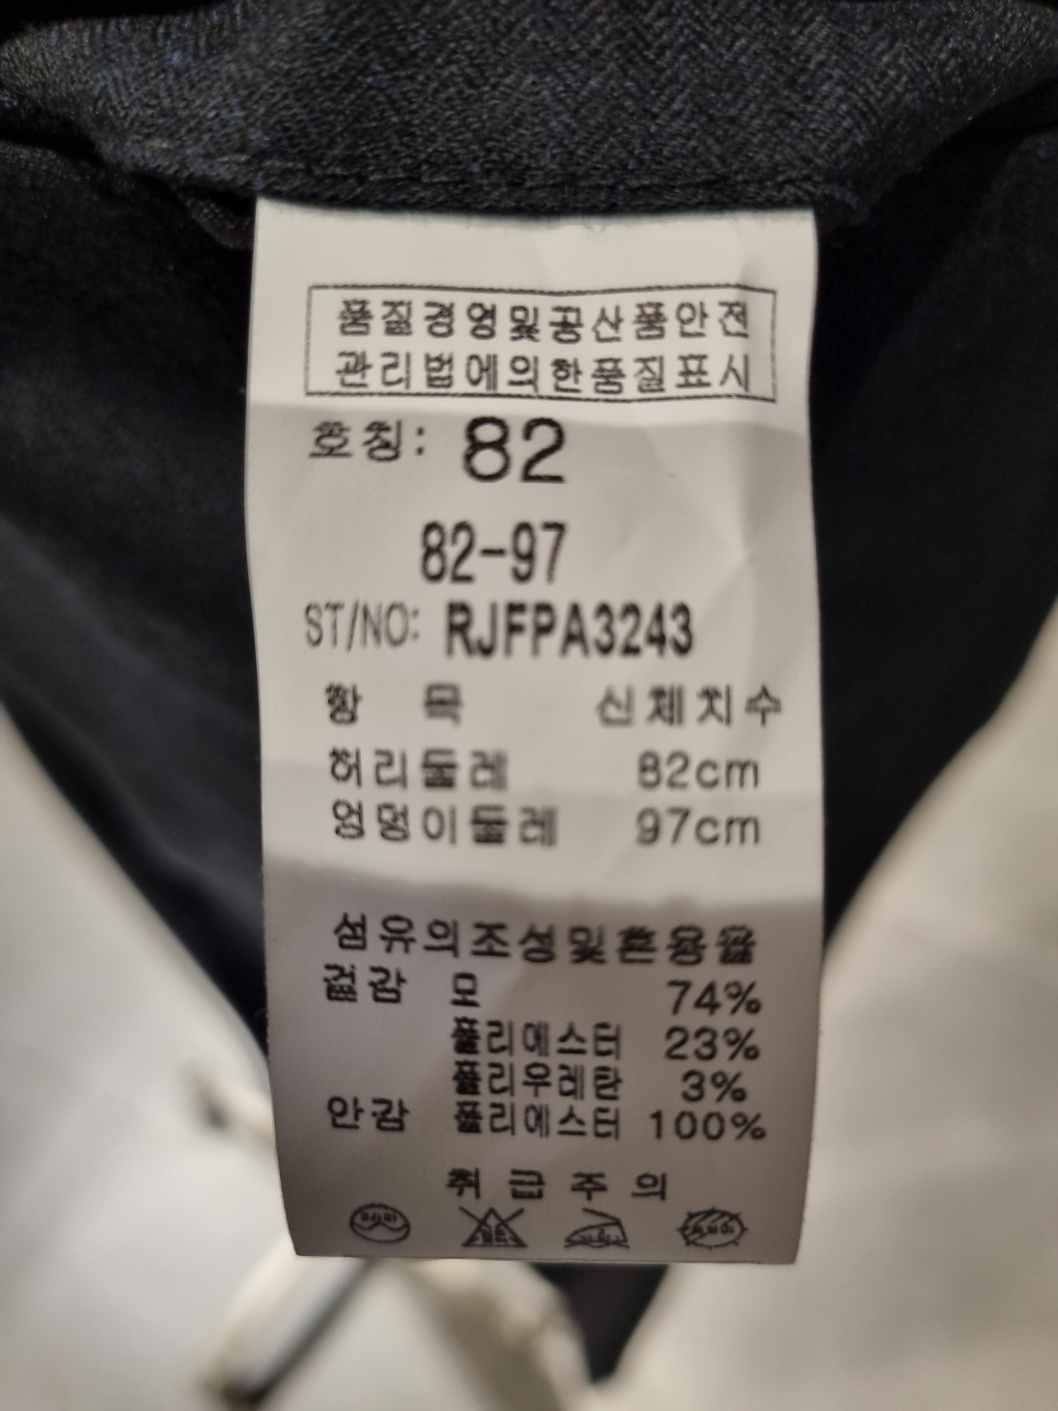 품질경영및공산품안전
관리법에의한품질표시
호칭: 82
82-97
ST/NO: RJFPA3243
항 목 신체치수
허리둘레 82cm
엉덩이둘레 97cm
섬유의조성및혼용율
겉감 모 74%
폴리에스터 23%
폴리우레탄 3%
안감 폴리에스터 100%
취급주의